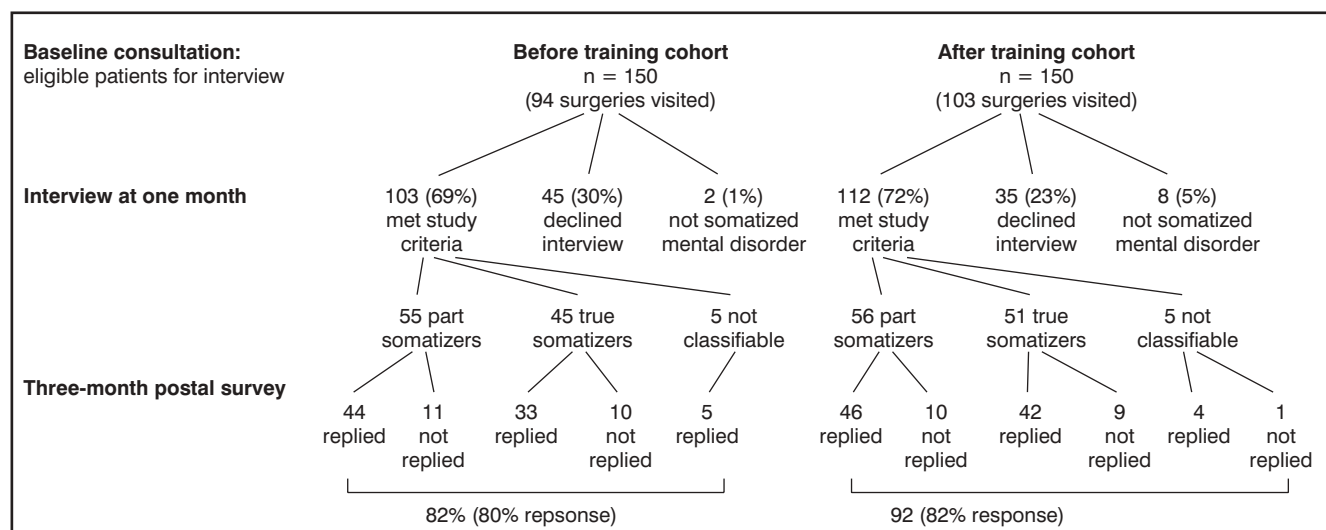 Baseline consultation:
eligible patients for interview
Before training cohort
n = 150
(94 surgeries visited)
After training cohort
n = 150
(103 surgeries visited)
Interview at one month
103 (69%)
met study
criteria
45 (30%)
declined
interview
2 (1%)
not somatized
mental disorder
112 (72%)
met study
criteria
35 (23%)
declined
interview
8 (5%)
not somatized
mental disorder
55 part
somatizers
45 true
somatizers
5 not
classifiable
56 part
somatizers
51 true
somatizers
5 not
classifiable
Three-month postal survey
44
replied
11
not
replied
33
replied
10
not
replied
5
replied
46
replied
10
not
replied
42
replied
9
not
replied
4
replied
1
not
replied
82% (80% repsonse)
92 (82% response)